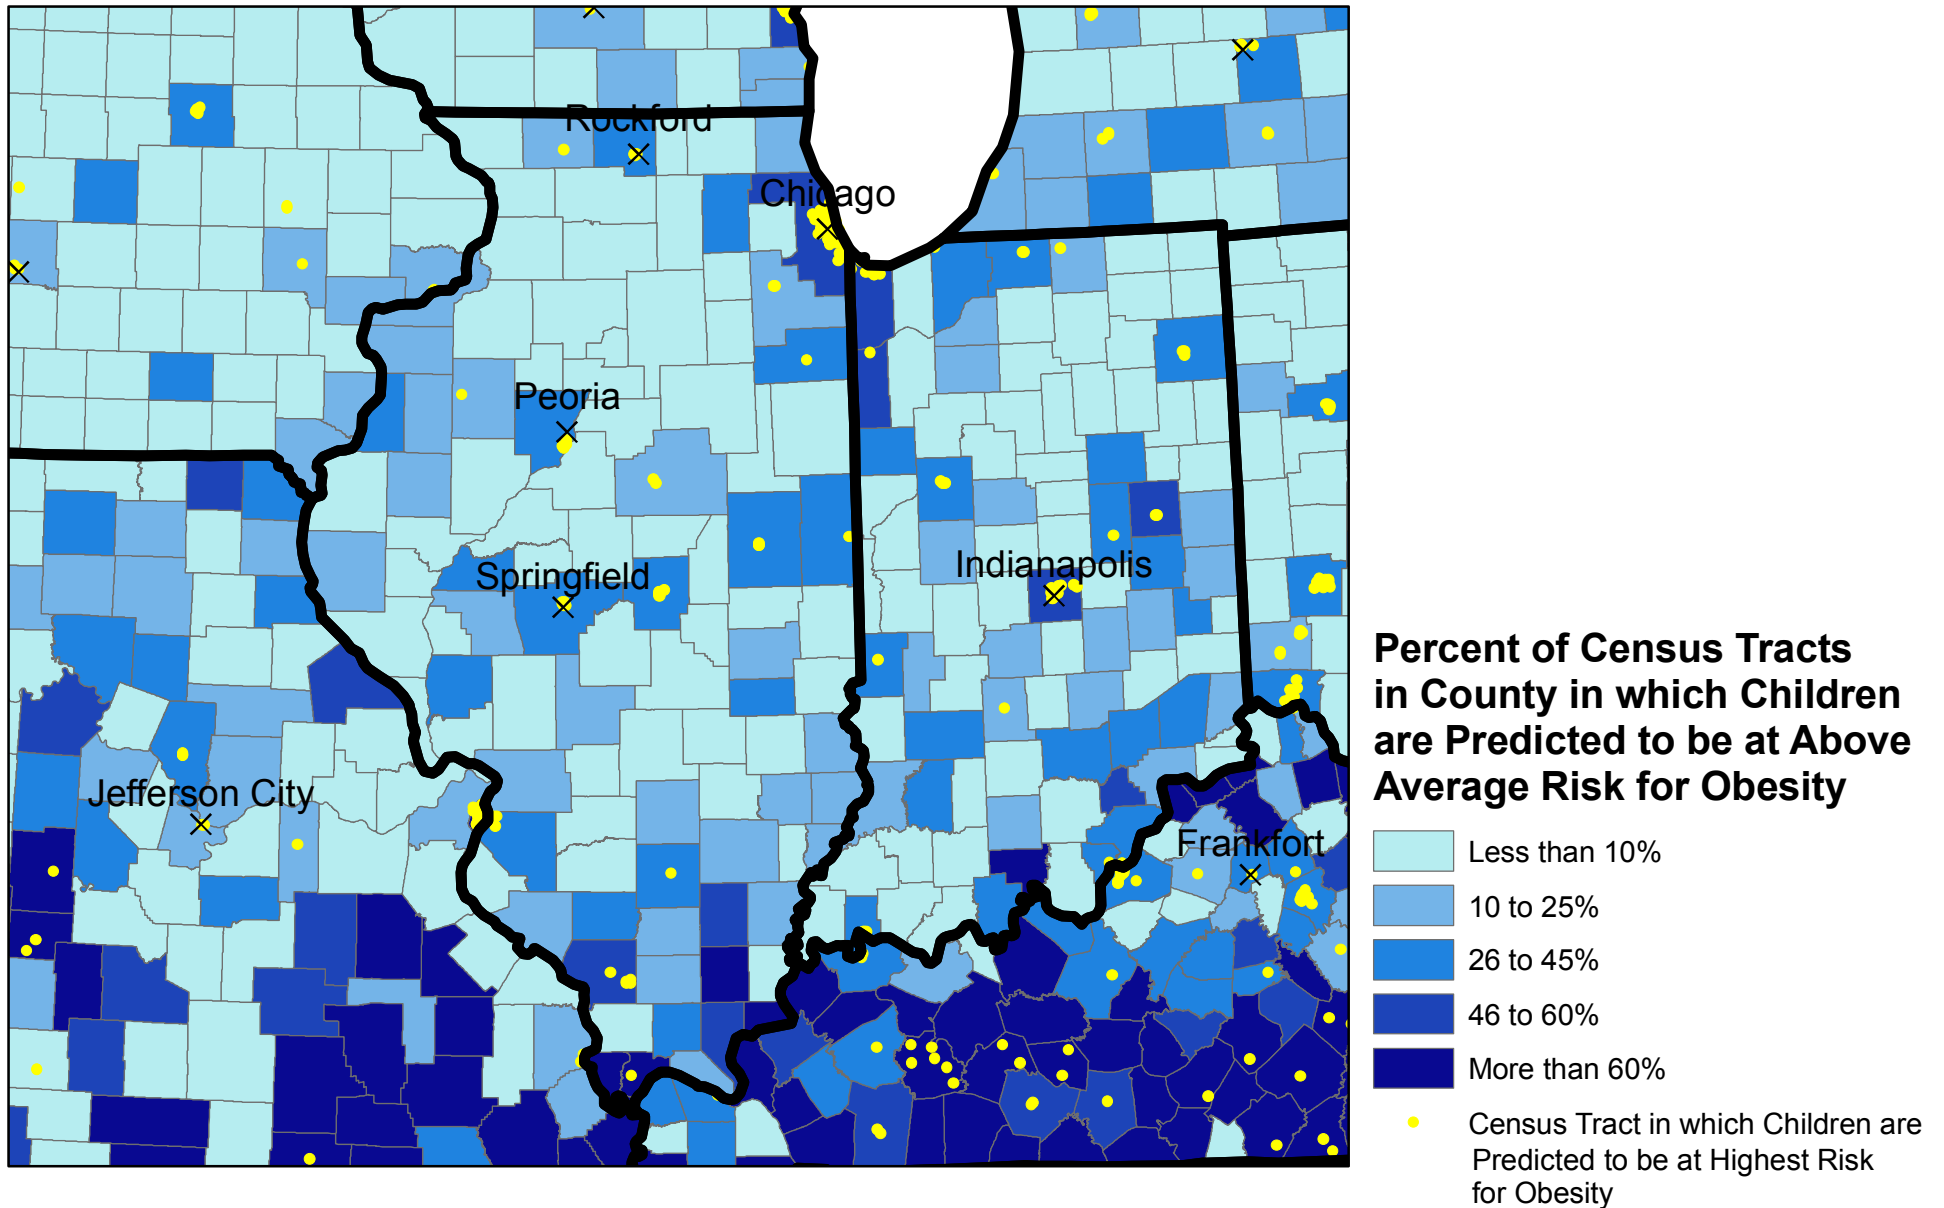 Rockford
Chicago
Peoria
Springfield
Indianapolis
Jefferson City
Frankfort
Percent of Census Tracts
in County in which Children
are Predicted to be at Above
Average Risk for Obesity
Less than 10%
10 to 25%
26 to 45%
46 to 60%
More than 60%
Census Tract in which Children are
Predicted to be at Highest Risk
for Obesity